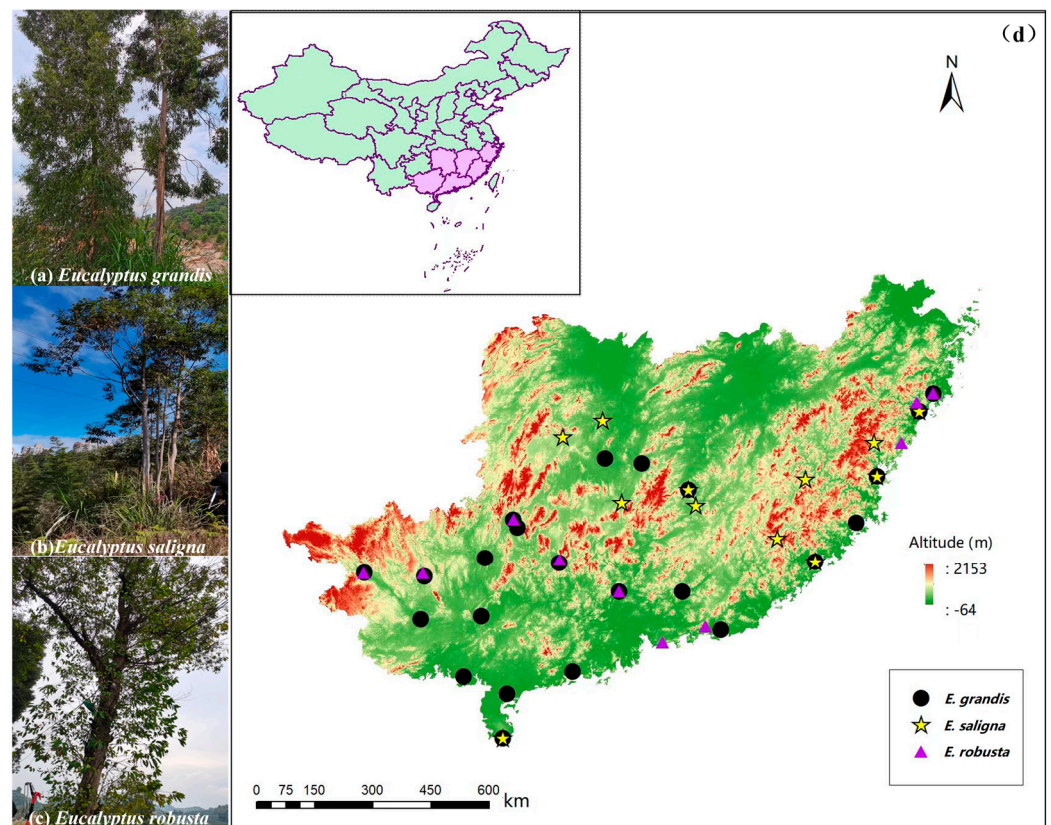 (a) Eucalyptus grandis
(b)Eucalyptus saligna
(c) Eucalyptus robusta
(d)
N
Altitude (m)
: 2153
: -64
E. grandis
E. saligna
E. robusta
0 75 150 300 450 600 km